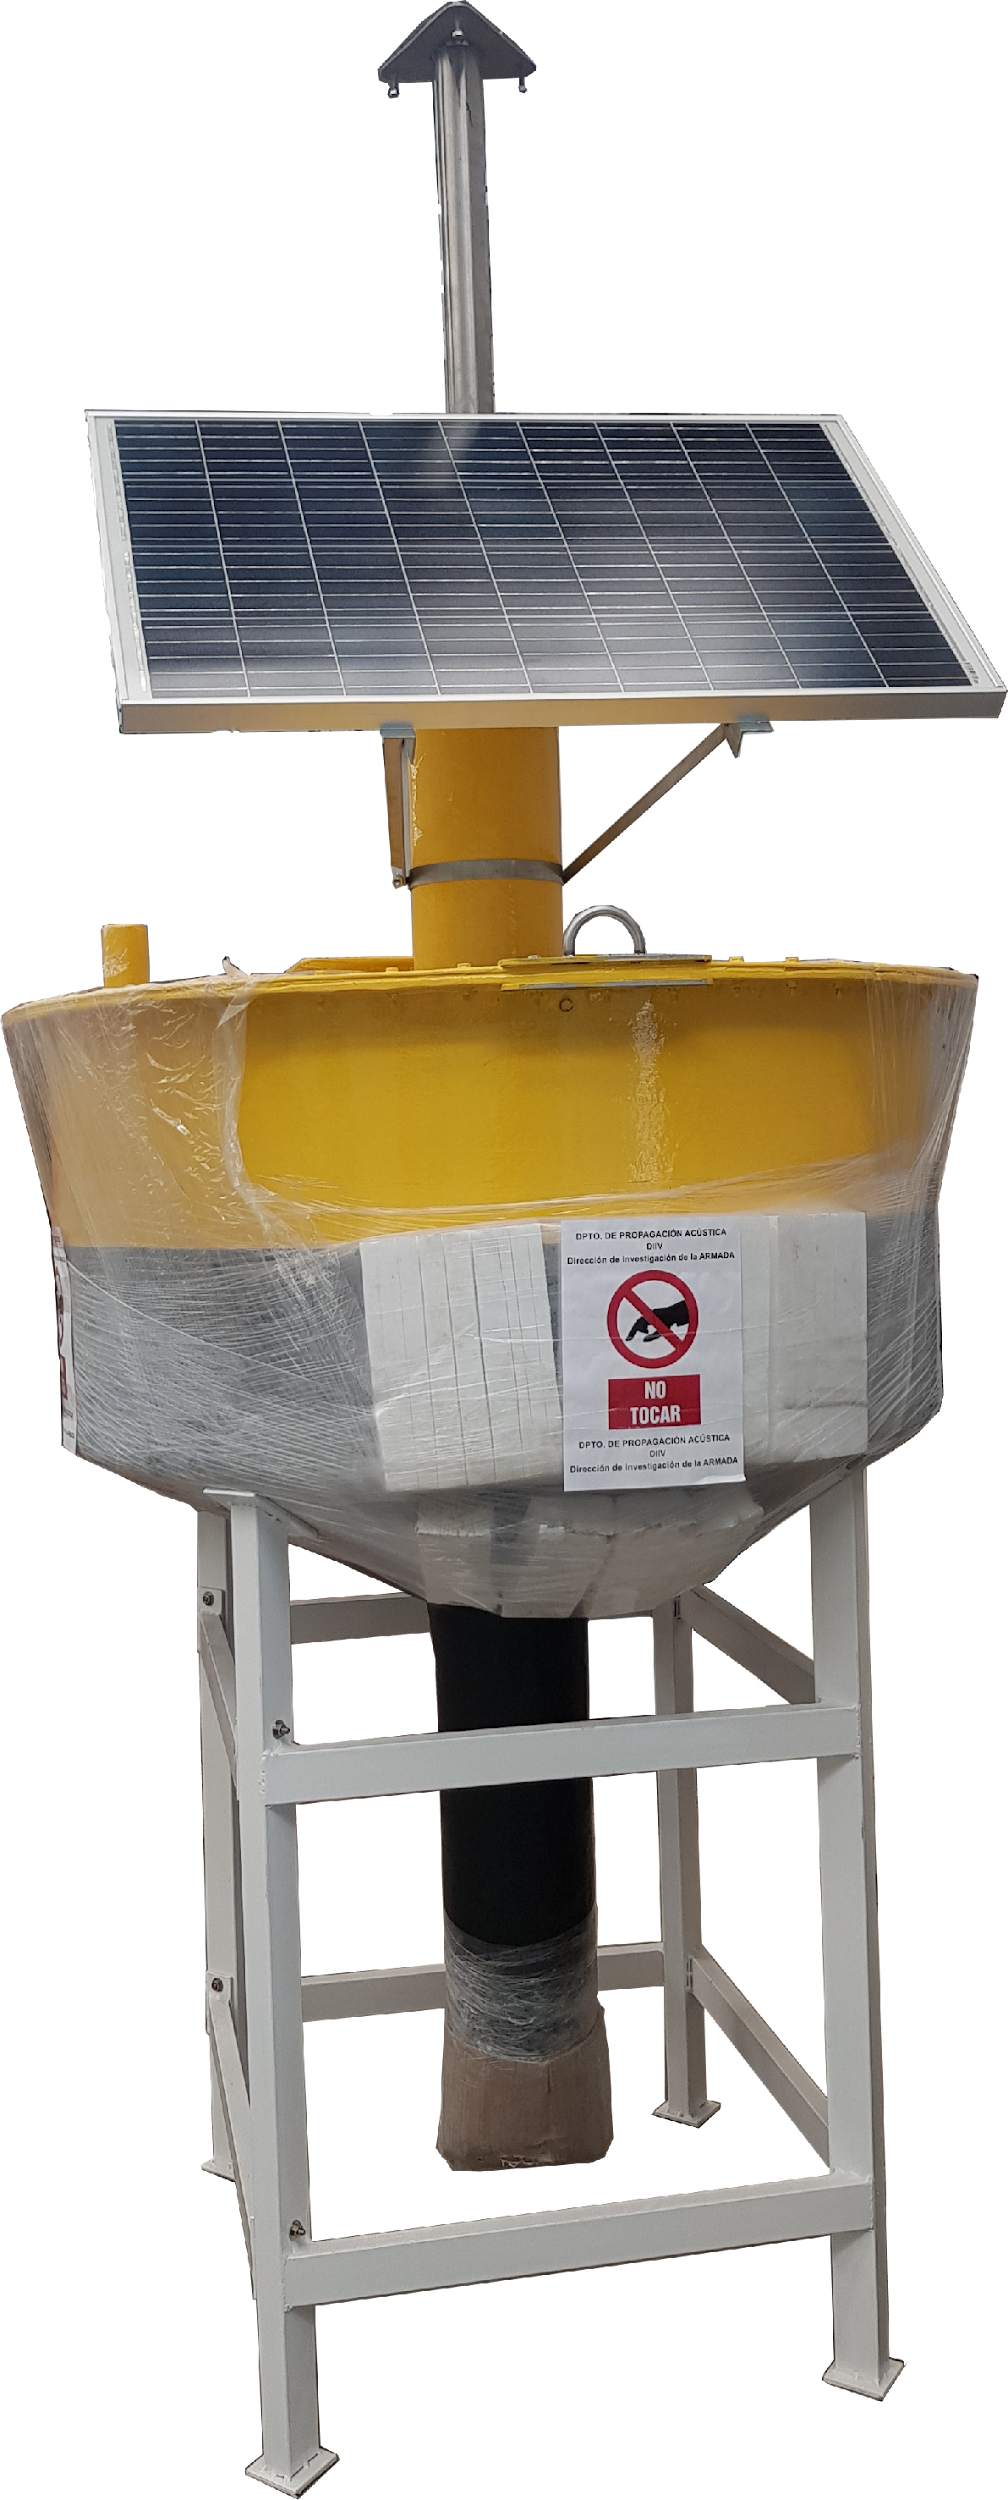 DPTO. DE PROPAGACIÓN ACÚSTICA
DIIV
Dirección de Investigación de la ARMADA
NO
TOCAR
DPTO. DE PROPAGACIÓN ACÚSTICA
DIIV
Dirección de Investigación de la ARMADA